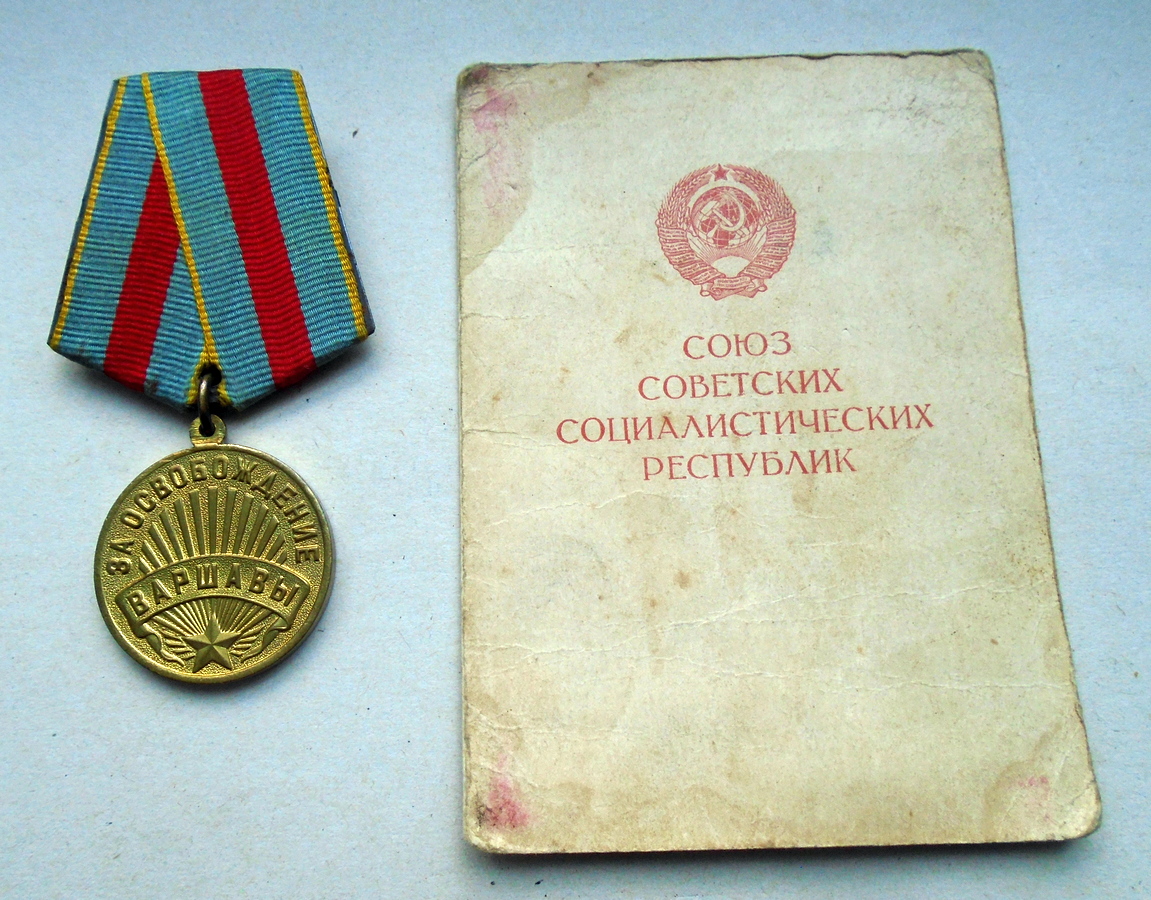 ЗА ОСВОБОЖДЕНИЕ
ВАРШАВЫ
СОЮЗ
СОВЕТСКИХ
СОЦИАЛИСТИЧЕСКИХ
РЕСПУБЛИК